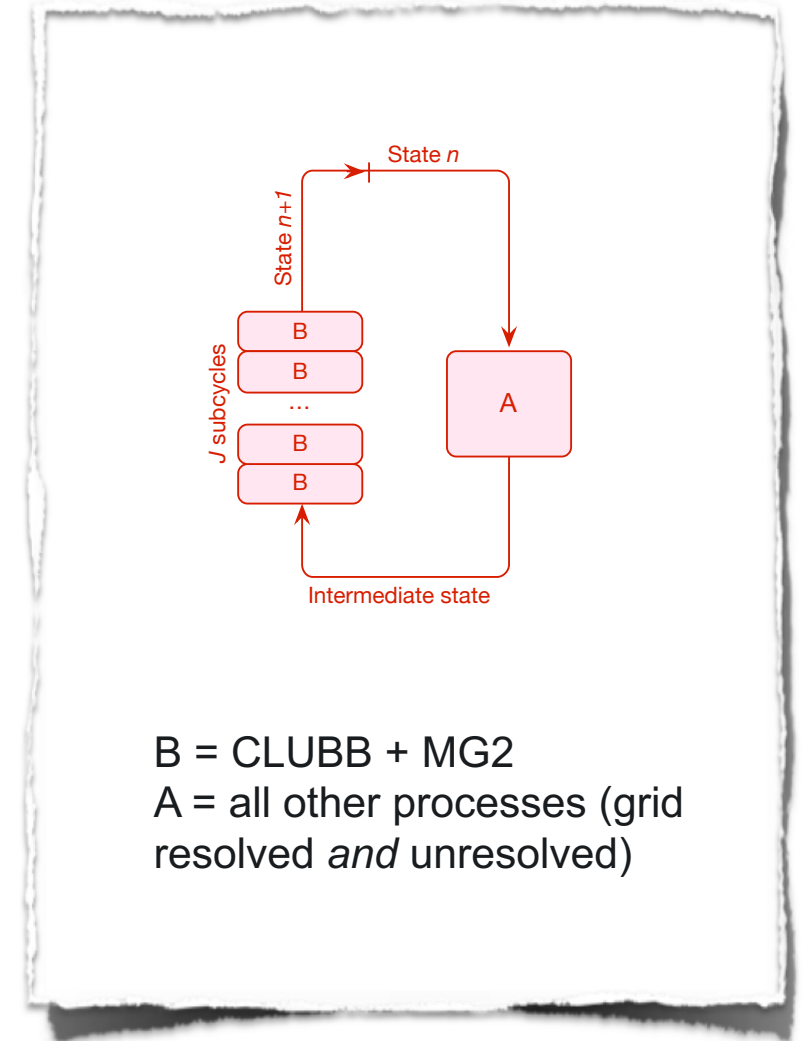 State n
State n+1
B
B
...
B
B
J subcycles
A
Intermediate state
B = CLUBB + MG2
A = all other processes (grid
resolved and unresolved)